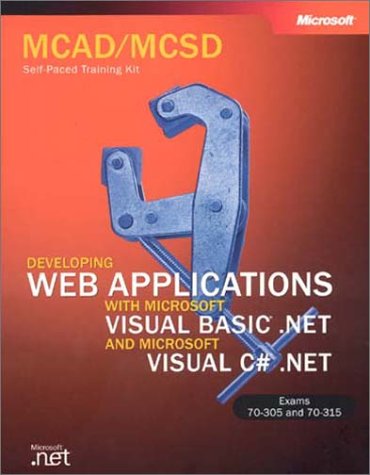 Microsoft
MCAD/MCSD
Self-Paced Training Kit
DEVELOPING
WEB APPLICATIONS
WITH MICROSOFT
VISUAL BASIC .NET
AND MICROSOFT
VISUAL C# .NET
Exams
70-305 and 70-315
Microsoft
.net